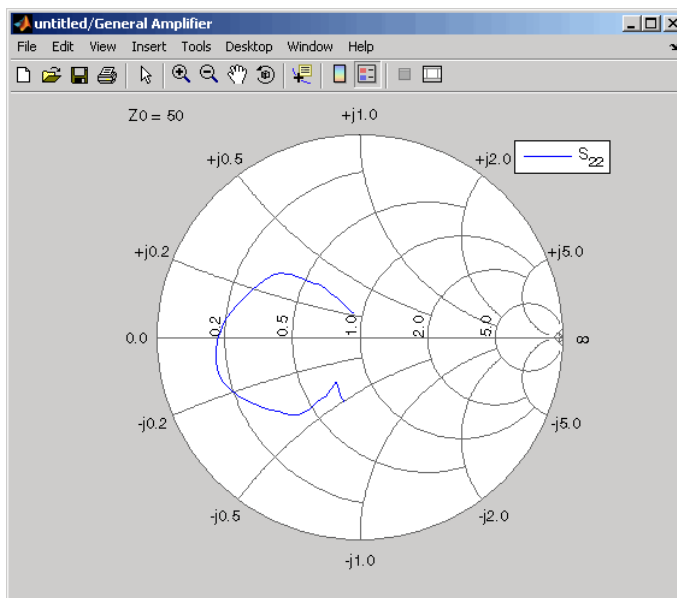 untitled/General Amplifier
File Edit View Insert Tools Desktop Window Help
Z0 = 50
+j1.0
+j0.5
+j2.0
S22
+j0.2
+j5.0
0.0
0.2
0.5
1.0
2.0
5.0
∞
-j0.2
-j5.0
-j0.5
-j2.0
-j1.0